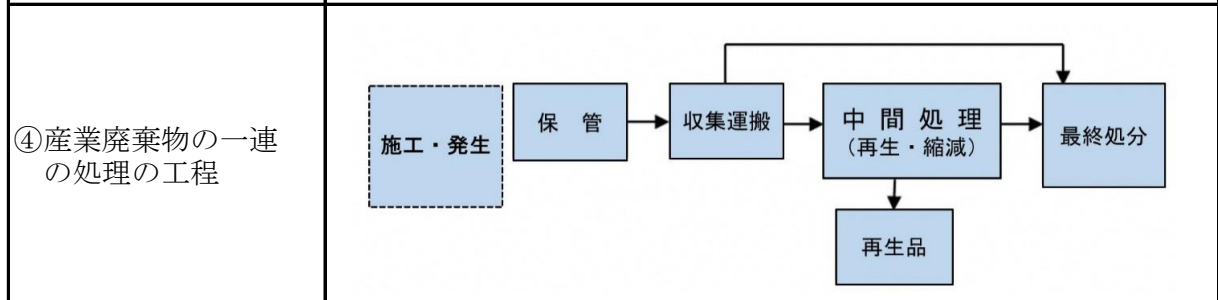 ④産業廃棄物の一連
の処理の工程
施工・発生
保　管
収集運搬
中 間 処 理
（再生・縮減）
最終処分
再生品